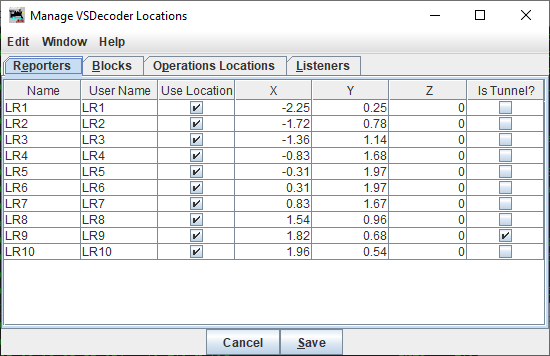 Manage VSDecoder Locations
Edit Window Help
Reporters Blocks Operations Locations Listeners
Name User Name Use Location X Y Z Is Tunnel?
LR1 LR1 -2.25 0.25 0
LR2 LR2 -1.72 0.78 0
LR3 LR3 -1.36 1.14 0
LR4 LR4 -0.83 1.68 0
LR5 LR5 -0.31 1.97 0
LR6 LR6 0.31 1.97 0
LR7 LR7 0.83 1.67 0
LR8 LR8 1.54 0.96 0
LR9 LR9 1.82 0.68 0
LR10 LR10 1.96 0.54 0
Cancel Save